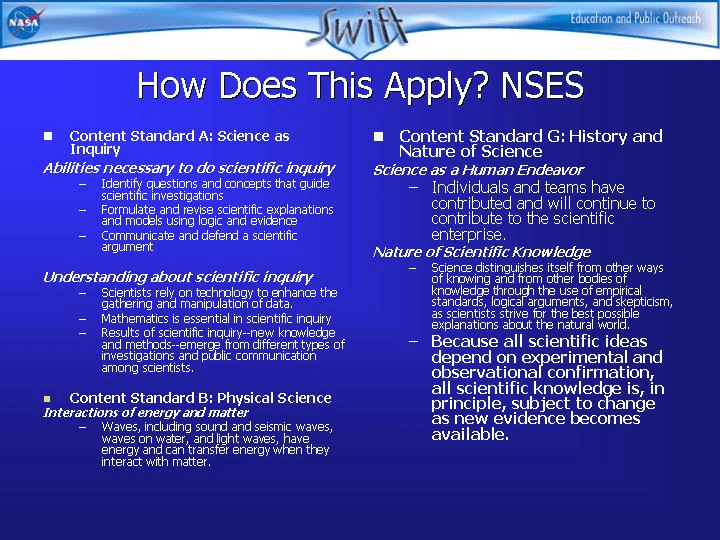 NASA
Swift
Education and Public Outreach
How Does This Apply? NSES
Content Standard A: Science as
Inquiry
Abilities necessary to do scientific inquiry
– Identify questions and concepts that guide
scientific investigations
– Formulate and revise scientific explanations
and models using logic and evidence
– Communicate and defend a scientific
argument
Understanding about scientific inquiry
– Scientists rely on technology to enhance the
gathering and manipulation of data.
– Mathematics is essential in scientific inquiry
– Results of scientific inquiry--new knowledge
and methods--emerge from different types of
investigations and public communication
among scientists.
Content Standard B: Physical Science
Interactions of energy and matter
– Waves, including sound and seismic waves,
waves on water, and light waves, have
energy and can transfer energy when they
interact with matter.
Content Standard G: History and
Nature of Science
Science as a Human Endeavor
– Individuals and teams have
contributed and will continue to
contribute to the scientific
enterprise.
Nature of Scientific Knowledge
– Science distinguishes itself from other ways
of knowing and from other bodies of
knowledge through the use of empirical
standards, logical arguments, and skepticism,
as scientists strive for the best possible
explanations about the natural world.
– Because all scientific ideas
depend on experimental and
observational confirmation,
all scientific knowledge is, in
principle, subject to change
as new evidence becomes
available.